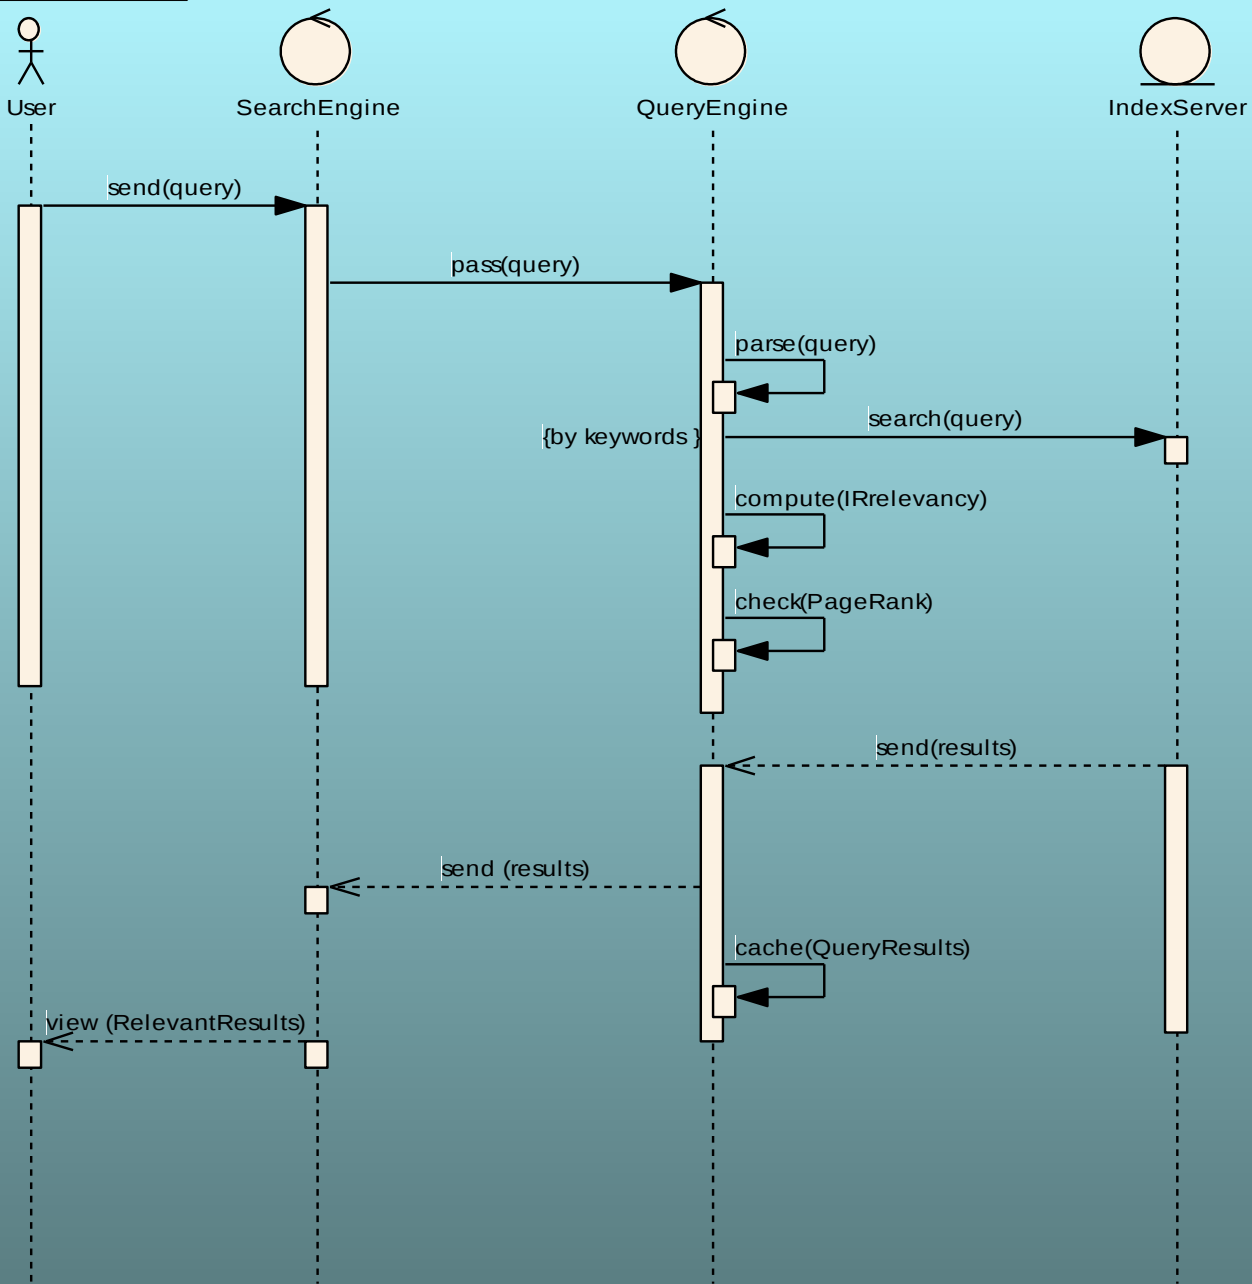 User
SearchEngine
QueryEngine
IndexServer
send(query)
pass(query)
parse(query)
search(query)
{by keywords }
compute(IRrelevancy)
check(PageRank)
send(results)
send (results)
cache(QueryResults)
view (RelevantResults)